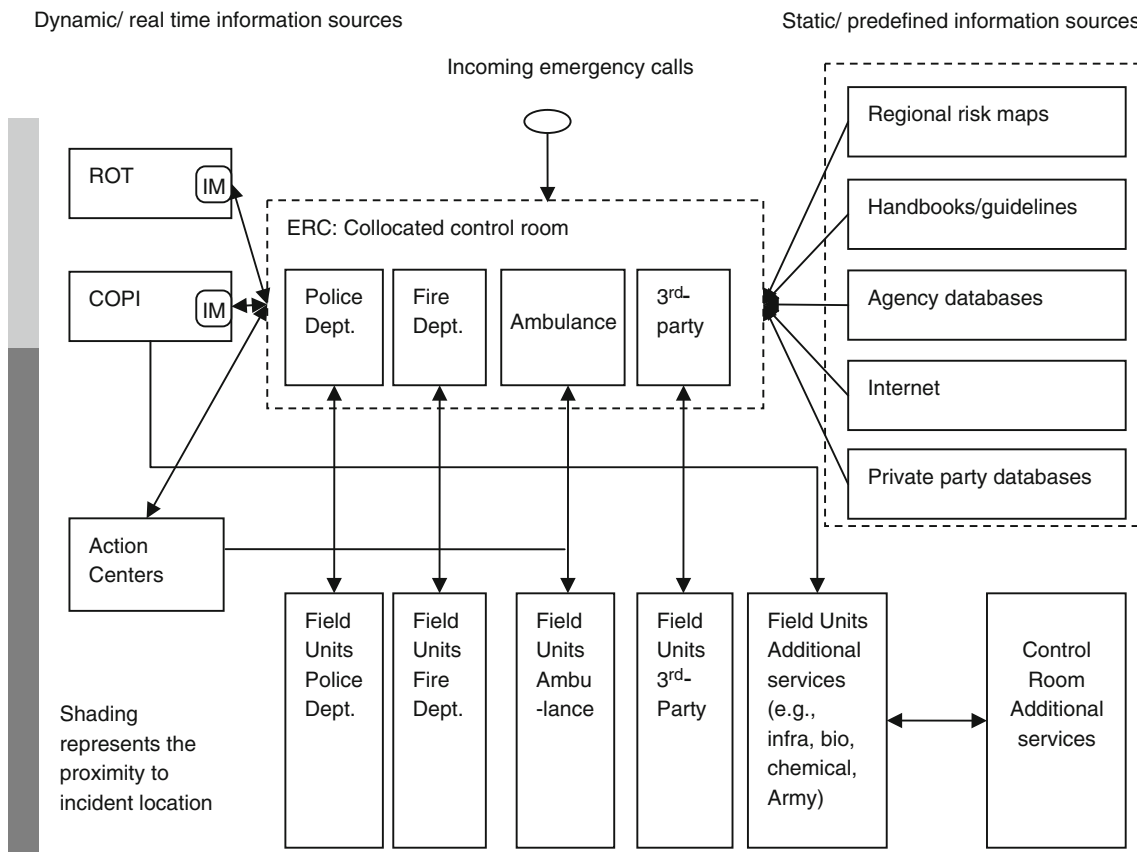 Dynamic/ real time information sources
Static/ predefined information sources
Incoming emergency calls
ROT
IM
COPI
IM
ERC: Collocated control room
Police
Dept.
Fire
Dept.
Ambulance
3rd-
party
Regional risk maps
Handbooks/guidelines
Agency databases
Internet
Private party databases
Action
Centers
Field
Units
Police
Dept.
Field
Units
Fire
Dept.
Field
Units
Ambu
-lance
Field
Units
3rd-
Party
Field Units
Additional
services
(e.g.,
infra, bio,
chemical,
Army)
Control
Room
Additional
services
Shading
represents the
proximity to
incident location